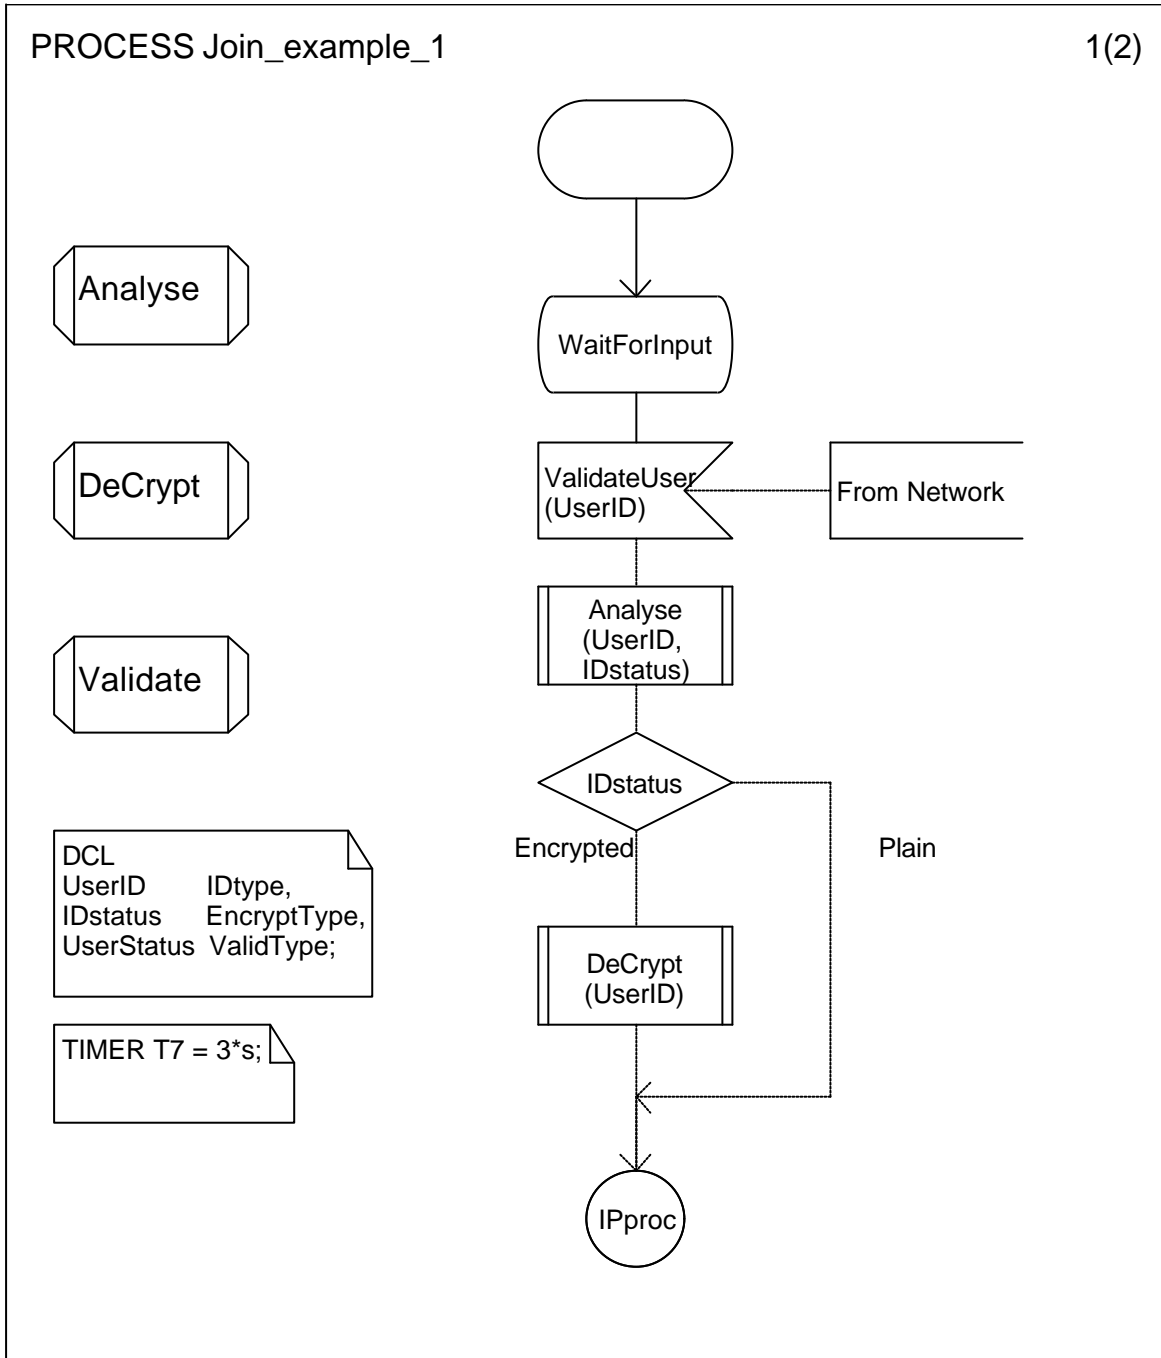 PROCESS Join_example_1
1(2)
Analyse
DeCrypt
Validate
DCL
UserID IDtype,
IDstatus EncryptType,
UserStatus ValidType;
TIMER T7 = 3*s;
WaitForInput
ValidateUser
(UserID)
From Network
Analyse
(UserID,
IDstatus)
IDstatus
Encrypted
Plain
DeCrypt
(UserID)
IPproc